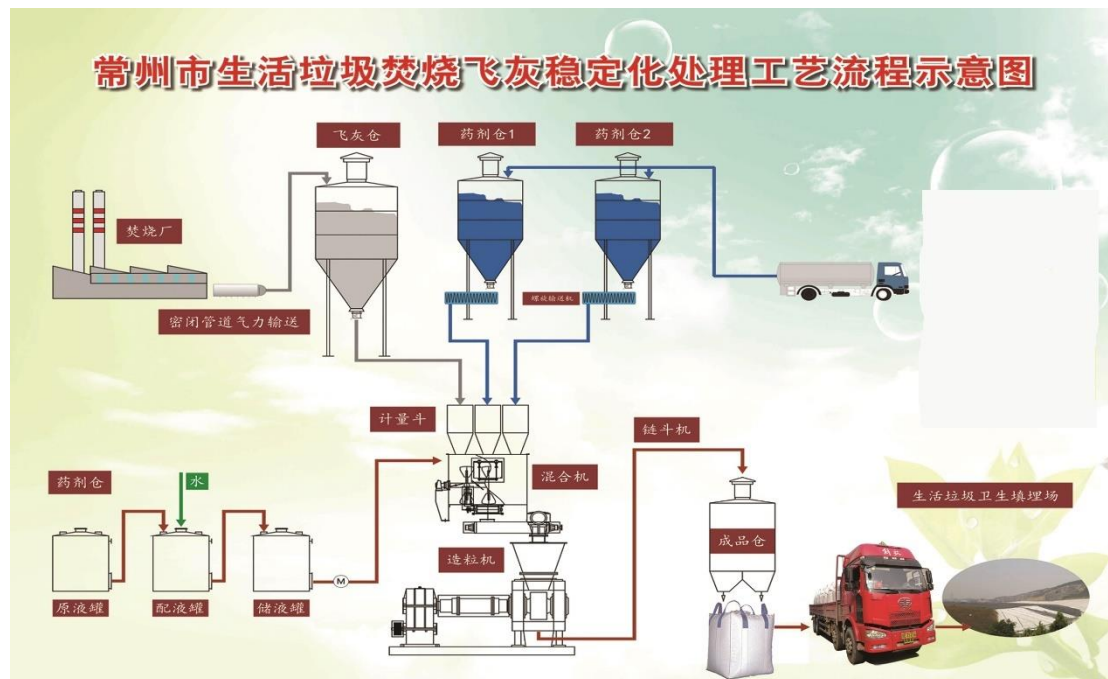 常州市生活垃圾焚烧飞灰稳定化处理工艺流程示意图
飞灰仓
药剂仓1
药剂仓2
焚烧厂
螺旋输送机
密闭管道气力输送
计量斗
链斗机
药剂仓
水
混合机
生活垃圾卫生填埋场
成品仓
造粒机
M
原液罐
配液罐
储液罐